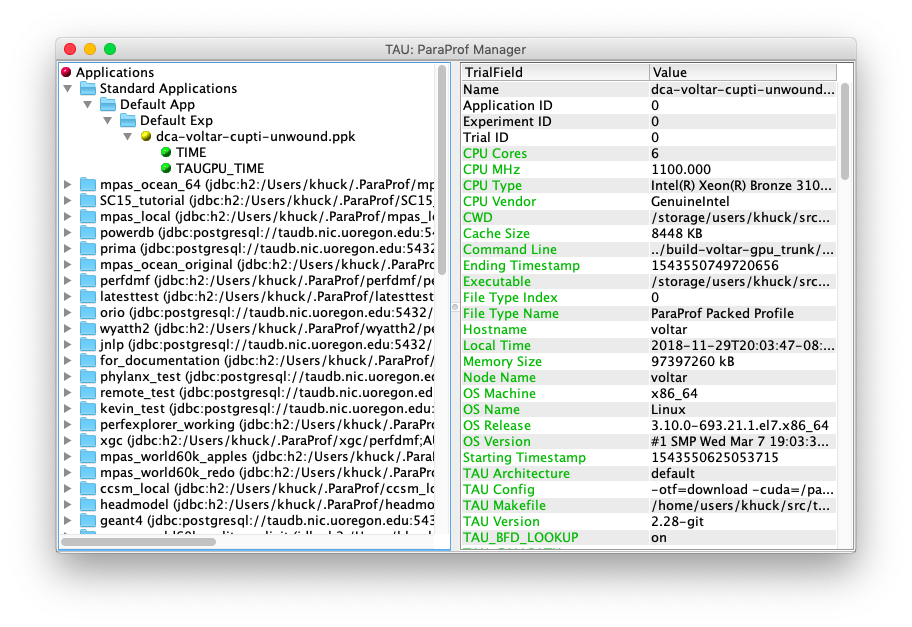 TAU: ParaProf Manager
Applications
Standard Applications
Default App
Default Exp
dca-voltar-cupti-unwound.ppk
TIME
TAUGPU_TIME
mpas_ocean_64 (jdbc:h2:/Users/khuck/.ParaProf/mp
SC15_tutorial (jdbc:h2:/Users/khuck/.ParaProf/SC15_
mpas_local (jdbc:h2:/Users/khuck/.ParaProf/mpas_lo
powerdb (jdbc:postgresql://taudb.nic.uoregon.edu:543
prima (jdbc:postgresql://taudb.nic.uoregon.edu:5432
mpas_ocean_original (jdbc:h2:/Users/khuck/.ParaPro
perfdmf (jdbc:h2:/Users/khuck/.ParaProf/perfdmf/pe
latesttest (jdbc:h2:/Users/khuck/.ParaProf/latesttest
orio (jdbc:postgresql://taudb.nic.uoregon.edu:5432/
wyatth2 (jdbc:h2:/Users/khuck/.ParaProf/wyatth2/pe
jnlp (jdbc:postgresql://taudb.nic.uoregon.edu:5432/
for_documentation (jdbc:h2:/Users/khuck/.ParaProf/
phylanx_test (jdbc:postgresql://taudb.nic.uoregon.ed
remote_test (jdbc:postgresql://taudb.nic.uoregon.ed
kevin_test (jdbc:postgresql://taudb.nic.uoregon.edu:
perfexplorer_working (jdbc:h2:/Users/khuck/.ParaPro
xgc (jdbc:h2:/Users/khuck/.ParaProf/xgc/perfdmf;AU
mpas_world60k_apples (jdbc:h2:/Users/khuck/.Para
mpas_world60k_redo (jdbc:h2:/Users/khuck/.ParaPro
ccsm_local (jdbc:h2:/Users/khuck/.ParaProf/ccsm_lo
headmodel (jdbc:h2:/Users/khuck/.ParaProf/headmo
geant4 (jdbc:postgresql://taudb.nic.uoregon.edu:543
TrialField Value
Name dca-voltar-cupti-unwound...
Application ID 0
Experiment ID 0
Trial ID 0
CPU Cores 6
CPU MHz 1100.000
CPU Type Intel(R) Xeon(R) Bronze 310...
CPU Vendor GenuineIntel
CWD /storage/users/khuck/src...
Cache Size 8448 KB
Command Line ../build-voltar-gpu_trunk/...
Ending Timestamp 1543550749720656
Executable /storage/users/khuck/src...
File Type Index 0
File Type Name ParaProf Packed Profile
Hostname voltar
Local Time 2018-11-29T20:03:47-08:...
Memory Size 97397260 kB
Node Name voltar
OS Machine x86_64
OS Name Linux
OS Release 3.10.0-693.21.1.el7.x86_64
OS Version #1 SMP Wed Mar 7 19:03:3...
Starting Timestamp 1543550625053715
TAU Architecture default
TAU Config -otf=download -cuda=/pa...
TAU Makefile /home/users/khuck/src/t...
TAU Version 2.28-git
TAU_BFD_LOOKUP on